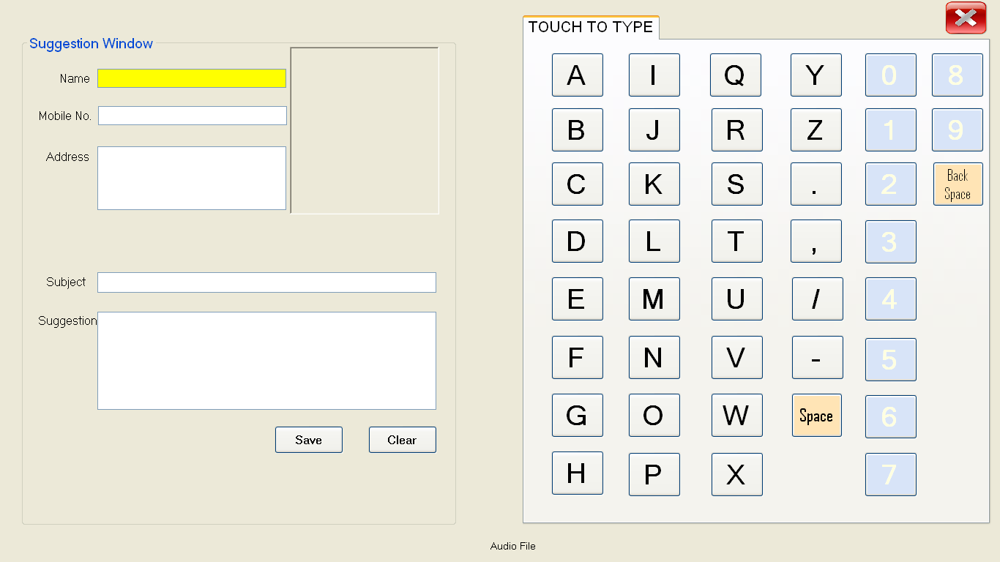 Suggestion Window
Name
Mobile No.
Address
Subject
Suggestion
Save Clear
TOUCH TO TYPE
A I Q Y 0 8
B J R Z 1 9
C K S . 2 Back Space
D L T , 3
E M U / 4
F N V - 5
G O W Space 6
H P X 7
Audio File